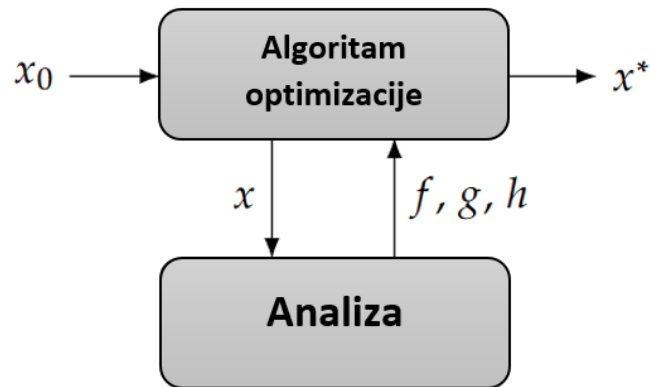 x₀
Algoritam
optimizacije
x*
x
f, g, h
Analiza